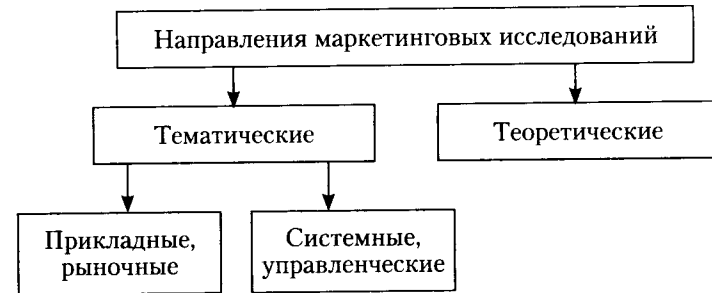 Направления маркетинговых исследований
Тематические
Теоретические
Прикладные,
рыночные
Системные,
управленческие